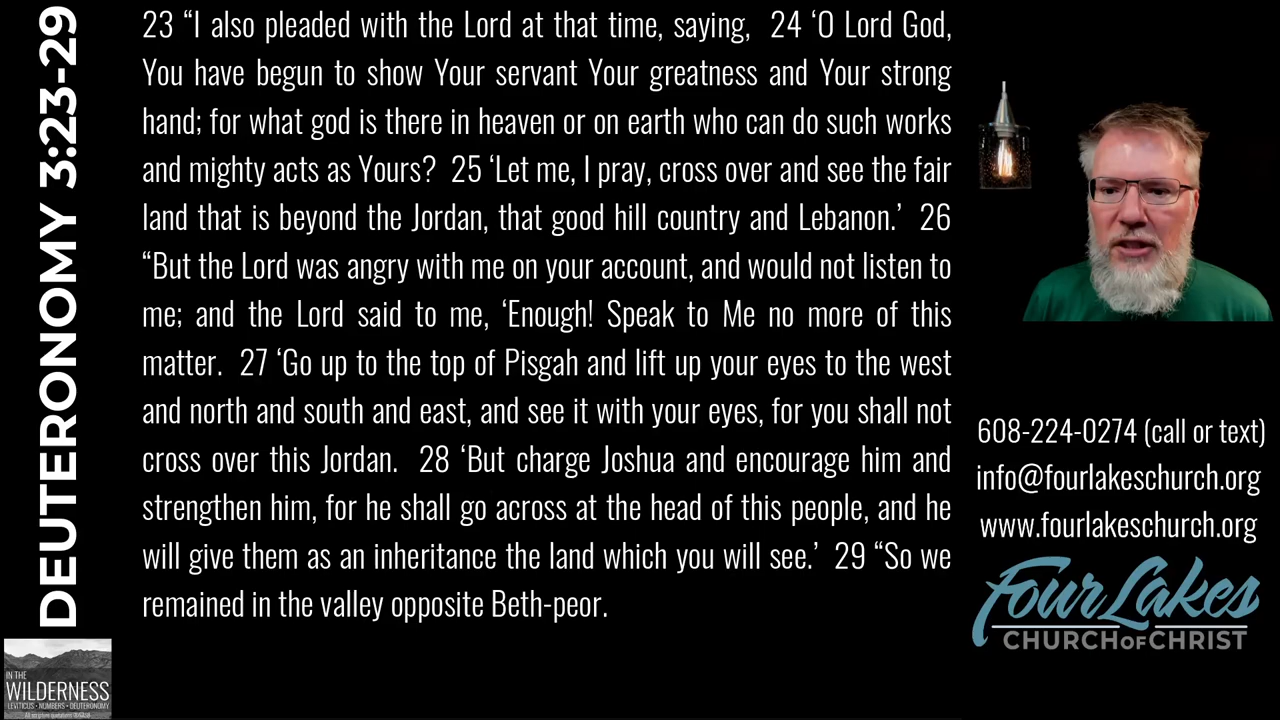 DEUTERONOMY 3:23-29
23 “I also pleaded with the Lord at that time, saying,  24 ‘O Lord God,
You have begun to show Your servant Your greatness and Your strong
hand; for what god is there in heaven or on earth who can do such works
and mighty acts as Yours?  25 ‘Let me, I pray, cross over and see the fair
land that is beyond the Jordan, that good hill country and Lebanon.’  26
“But the Lord was angry with me on your account, and would not listen to
me; and the Lord said to me, ‘Enough! Speak to Me no more of this
matter.  27 ‘Go up to the top of Pisgah and lift up your eyes to the west
and north and south and east, and see it with your eyes, for you shall not
cross over this Jordan.  28 ‘But charge Joshua and encourage him and
strengthen him, for he shall go across at the head of this people, and he
will give them as an inheritance the land which you will see.’  29 “So we
remained in the valley opposite Beth-peor.
608-224-0274 (call or text)
info@fourlakeschurch.org
www.fourlakeschurch.org
Four Lakes
CHURCH OF CHRIST
IN THE
WILDERNESS
LEVITICUS • NUMBERS • DEUTERONOMY
All scripture quotations